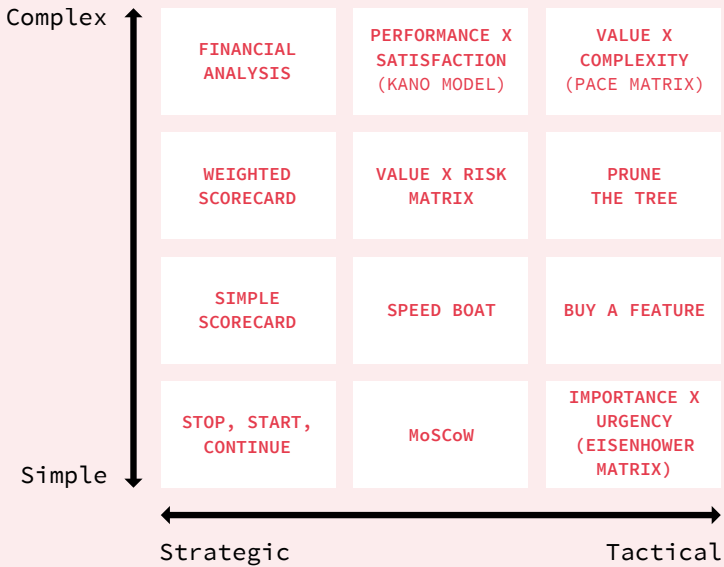 Complex
FINANCIAL
ANALYSIS
PERFORMANCE X
SATISFACTION
(KANO MODEL)
VALUE X
COMPLEXITY
(PACE MATRIX)
WEIGHTED
SCORECARD
VALUE X RISK
MATRIX
PRUNE
THE TREE
SIMPLE
SCORECARD
SPEED BOAT
BUY A FEATURE
STOP, START,
CONTINUE
MoSCoW
IMPORTANCE X
URGENCY
(EISENHOWER
MATRIX)
Simple
Strategic
Tactical